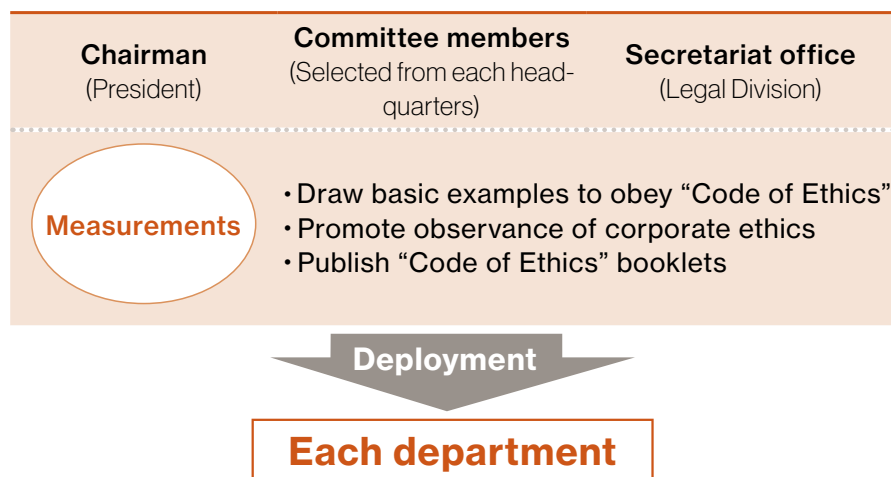 Chairman
(President)
Committee members
(Selected from each head-
quarters)
Secretariat office
(Legal Division)
Measurements
・Draw basic examples to obey “Code of Ethics”
・Promote observance of corporate ethics
・Publish “Code of Ethics” booklets
Deployment
Each department